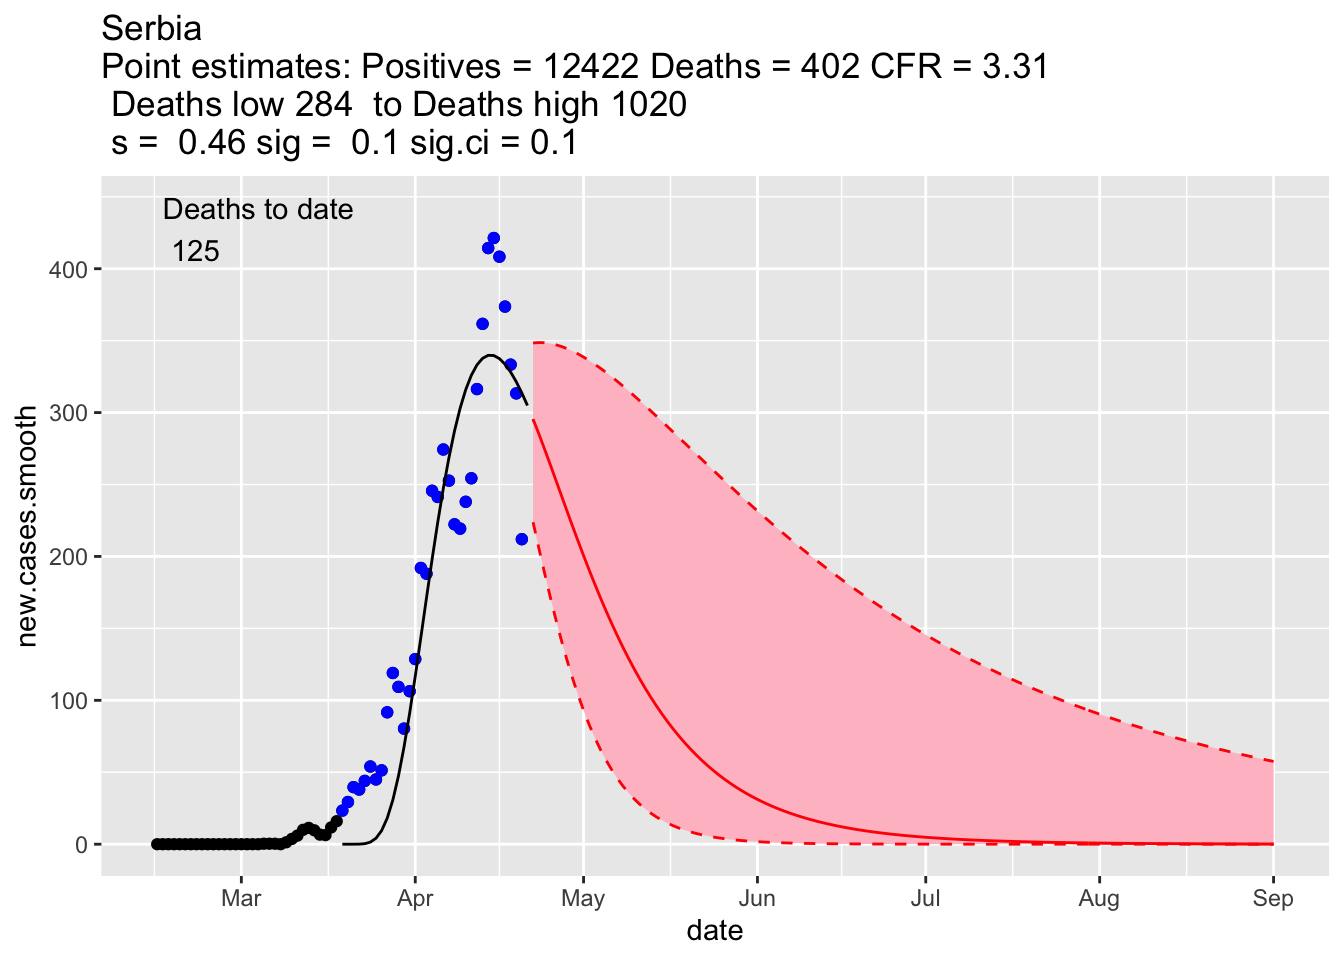 Serbia
Point estimates: Positives = 12422 Deaths = 402 CFR = 3.31
Deaths low 284  to Deaths high 1020
s =  0.46 sig =  0.1 sig.ci = 0.1
Deaths to date
125
400
300
200
100
0
new.cases.smooth
Mar Apr May Jun Jul Aug Sep
date